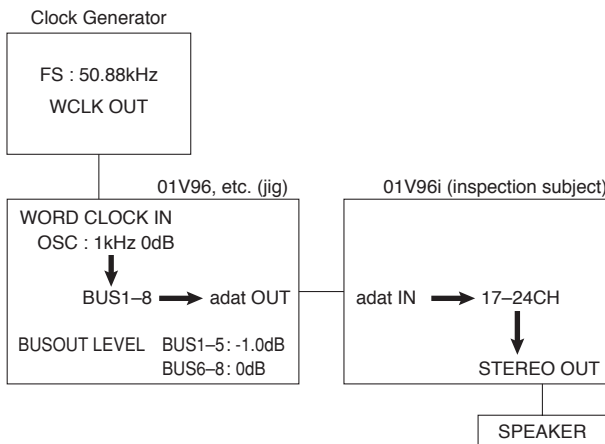 Clock Generator
FS : 50.88kHz
WCLK OUT
01V96, etc. (jig)
WORD CLOCK IN
OSC : 1kHz 0dB
BUS1–8
adat OUT
BUSOUT LEVEL BUS1–5: -1.0dB
BUS6–8: 0dB
01V96i (inspection subject)
adat IN
17–24CH
STEREO OUT
SPEAKER